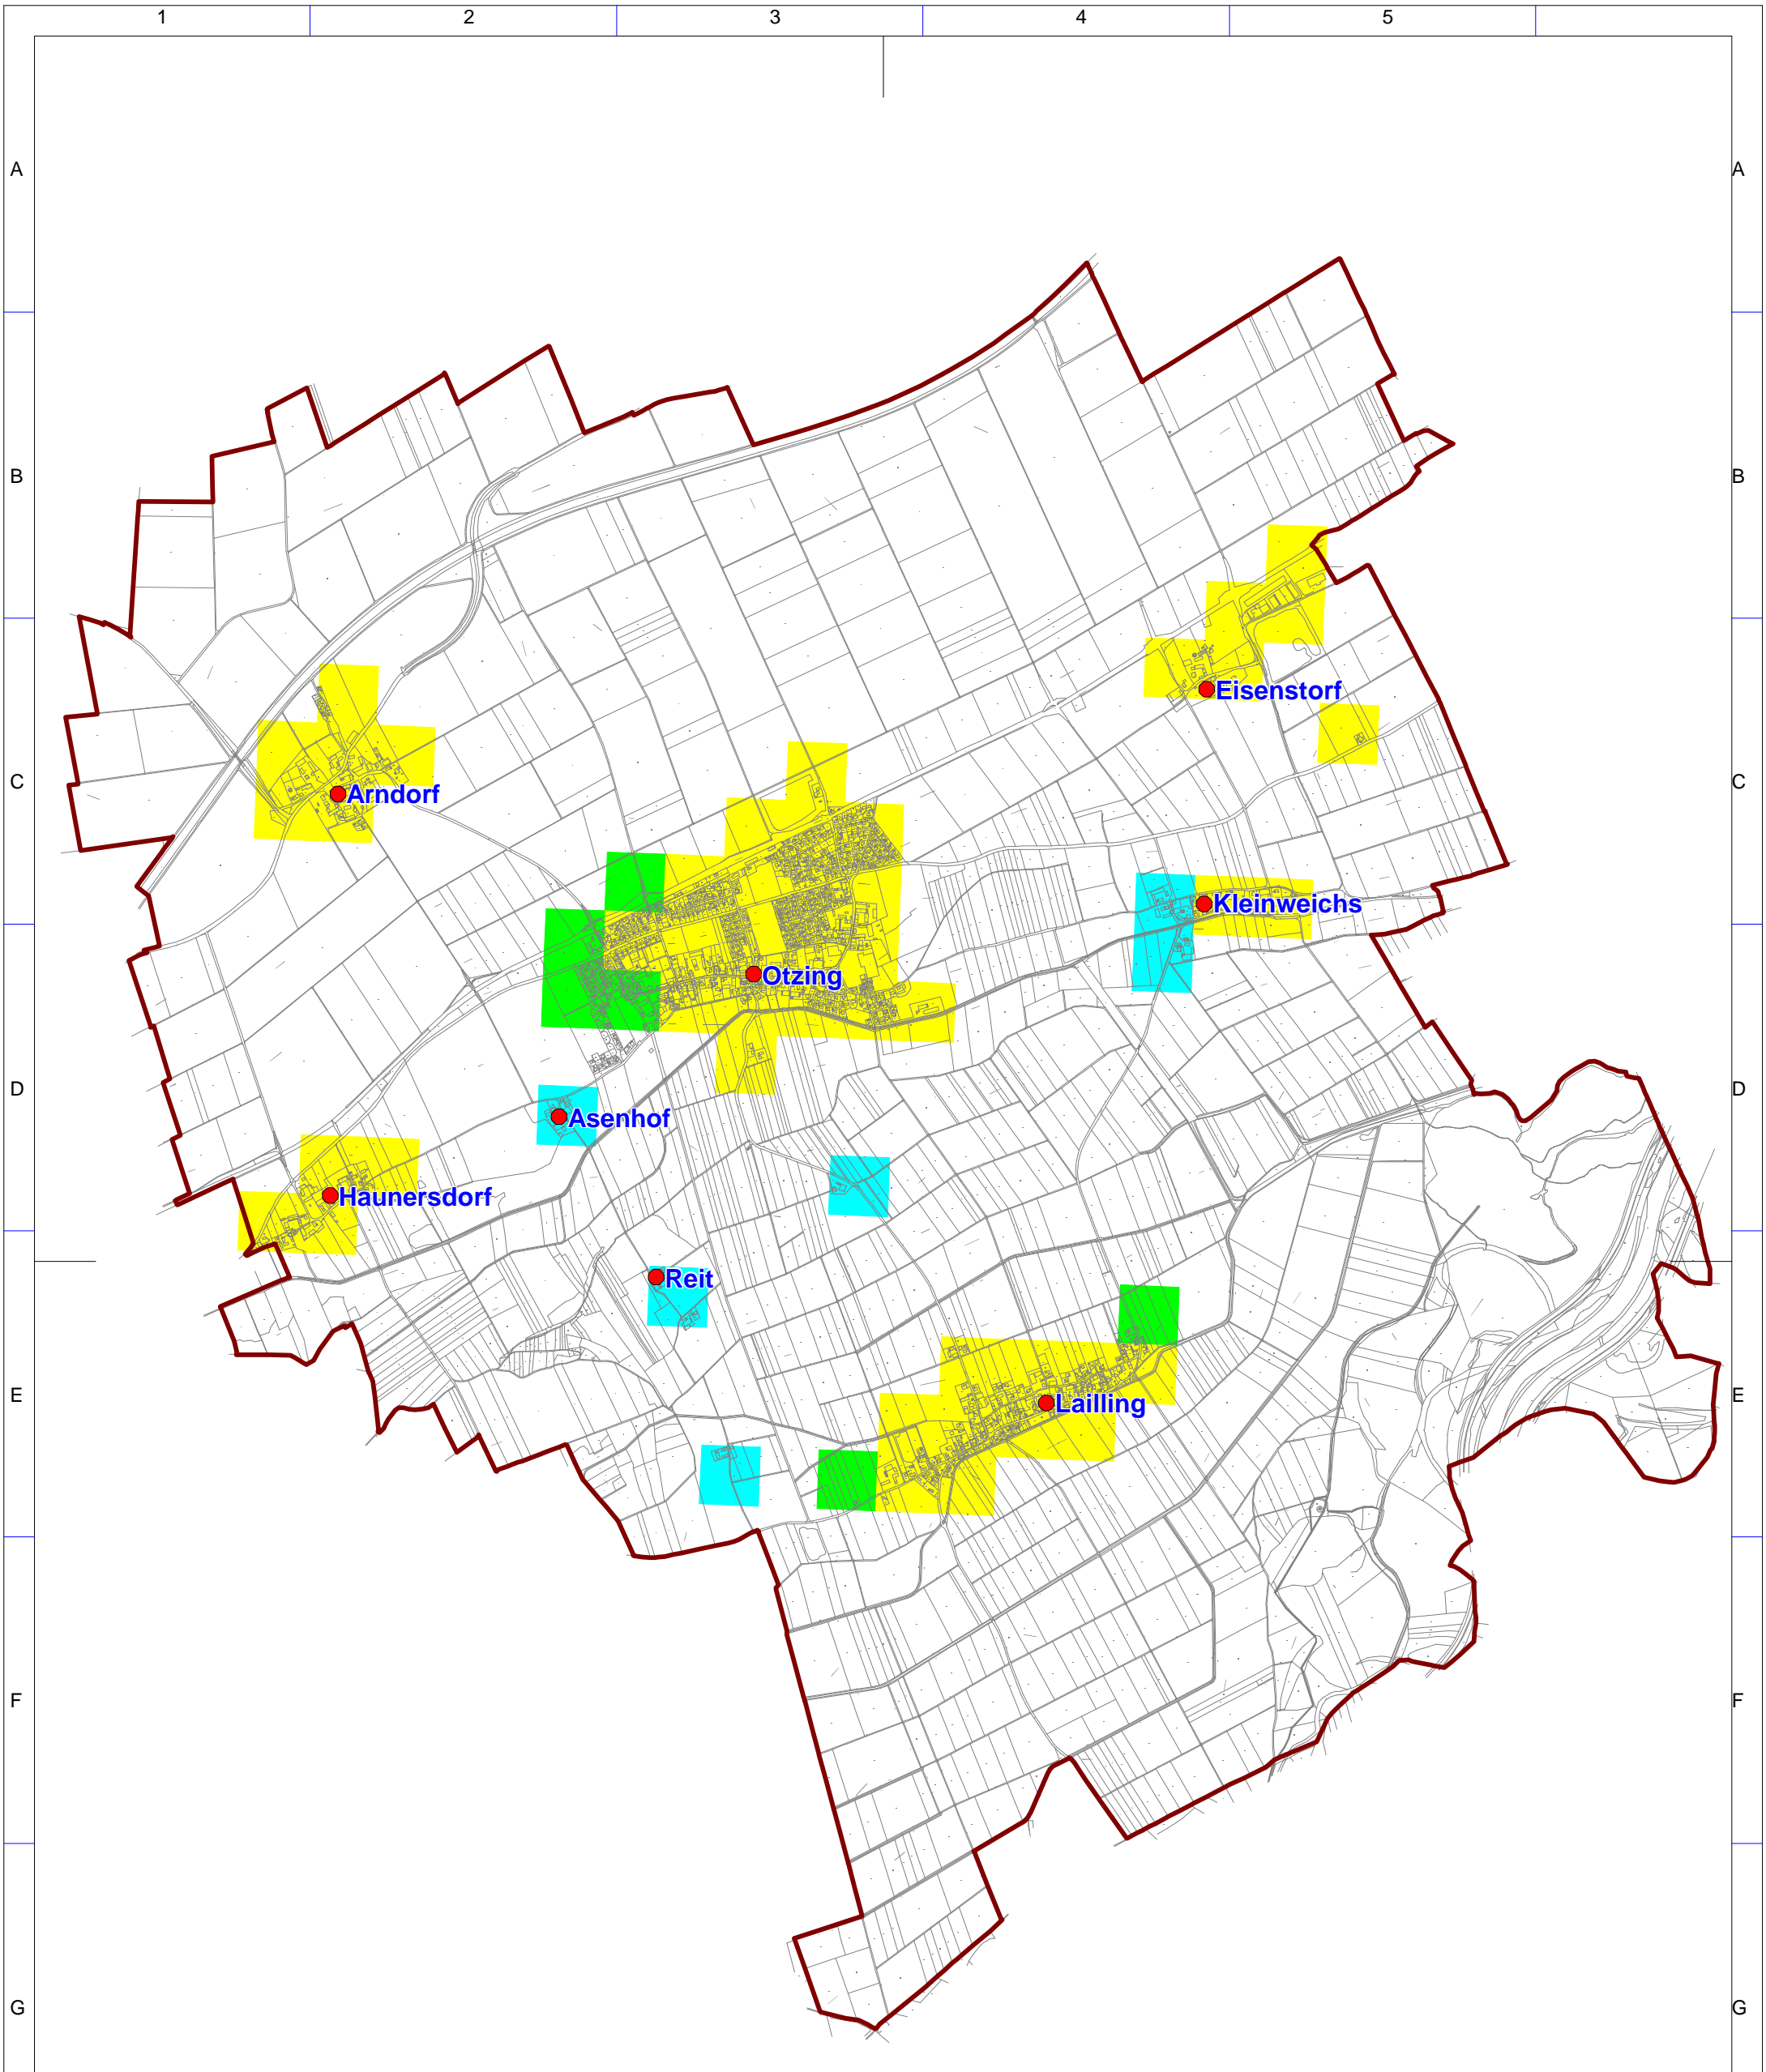 1 2 3 4 5
A A
B B
Eisenstorf
C C
Arndorf
Kleinweichs
Otzing
D D
Asenhof
Haunersdorf
Reit
E E
Lailling
F F
G G